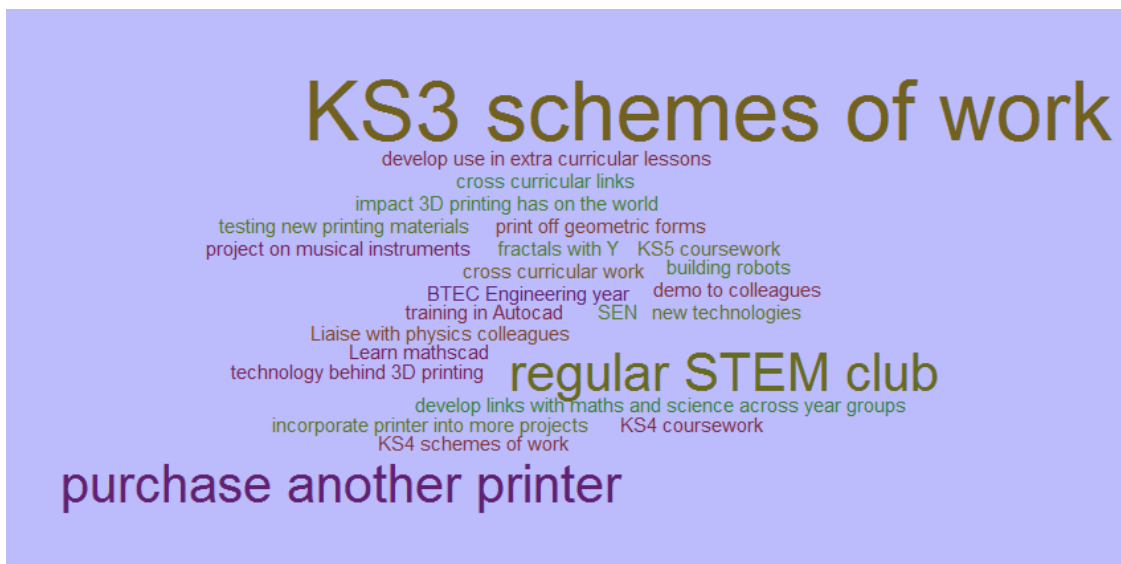 KS3 schemes of work
develop use in extra curricular lessons
cross curricular links
impact 3D printing has on the world
testing new printing materials print off geometric forms
project on musical instruments fractals with Y KS5 coursework
cross curricular work building robots
BTEC Engineering year demo to colleagues
training in Autocad SEN new technologies
Liaise with physics colleagues
Learn mathscad
technology behind 3D printing regular STEM club
develop links with maths and science across year groups
incorporate printer into more projects KS4 coursework
KS4 schemes of work
purchase another printer